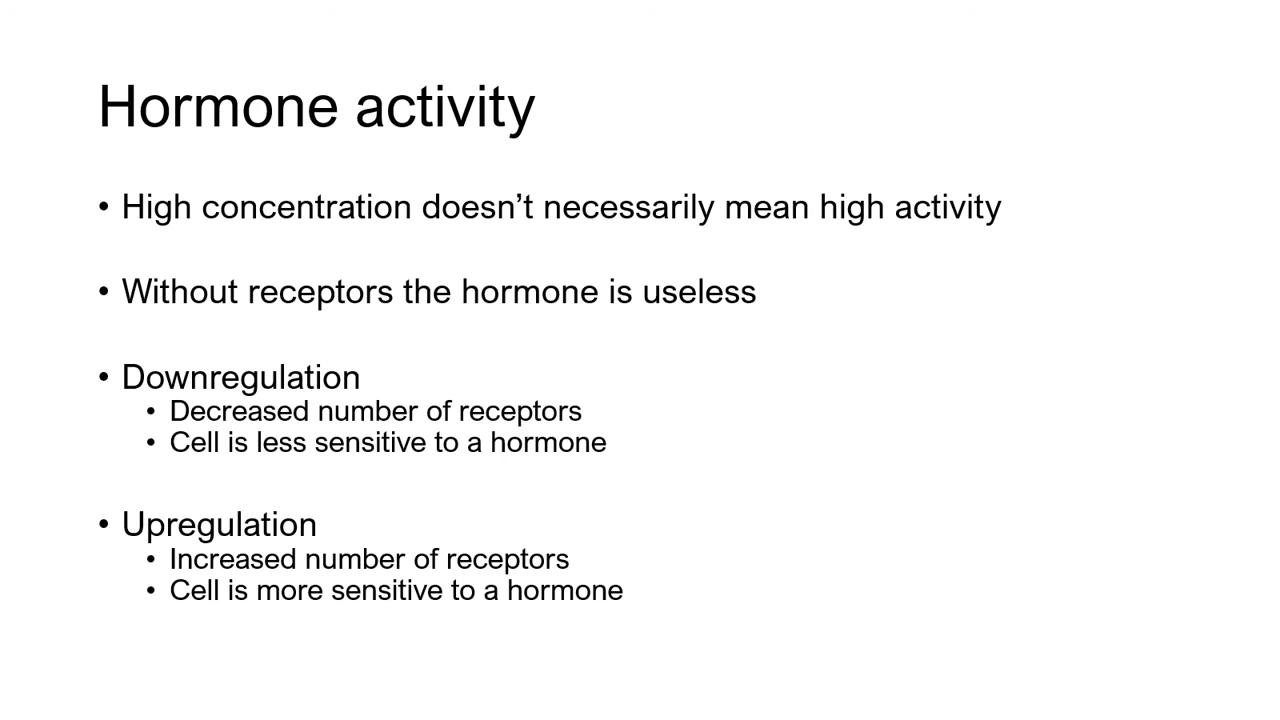 Hormone activity
• High concentration doesn’t necessarily mean high activity
• Without receptors the hormone is useless
• Downregulation
• Decreased number of receptors
• Cell is less sensitive to a hormone
• Upregulation
• Increased number of receptors
• Cell is more sensitive to a hormone